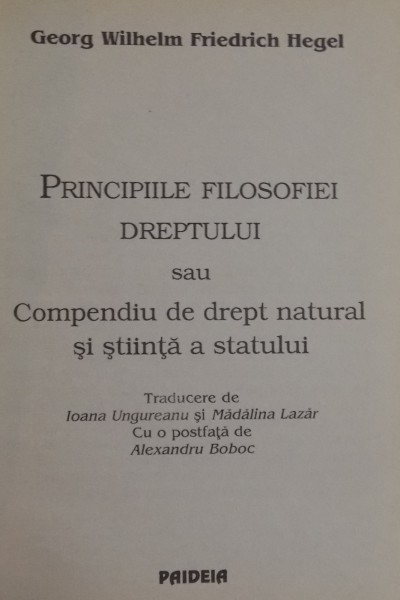 Georg Wilhelm Friedrich Hegel
PRINCIPIILE FILOSOFIEI
DREPTULUI
sau
Compendiu de drept natural
şi ştiinţă a statului
Traducere de
Ioana Ungureanu şi Mădălina Lazăr
Cu o postfaţă de
Alexandru Boboc
PAIDEIA